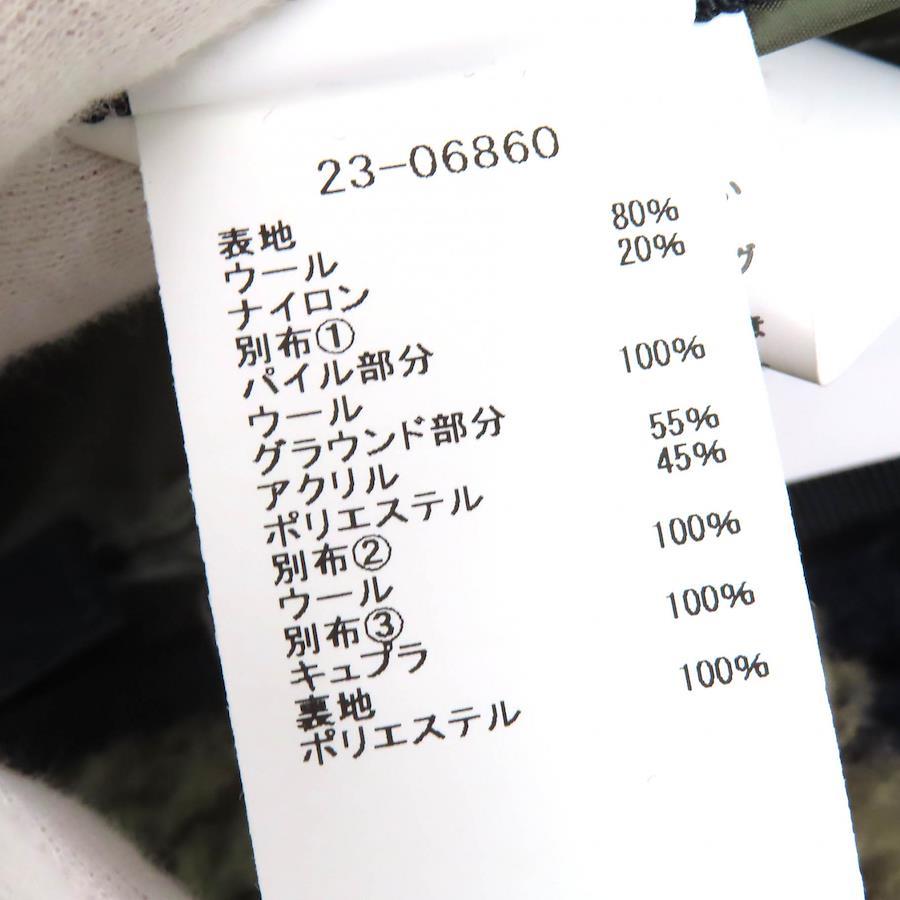 23-06860
表地
ウール 80%
ナイロン 20%
別布①
パイル部分
ウール 100%
グラウンド部分
アクリル 55%
ポリエステル 45%
別布②
ウール 100%
別布③
キュプラ 100%
裏地
ポリエステル 100%